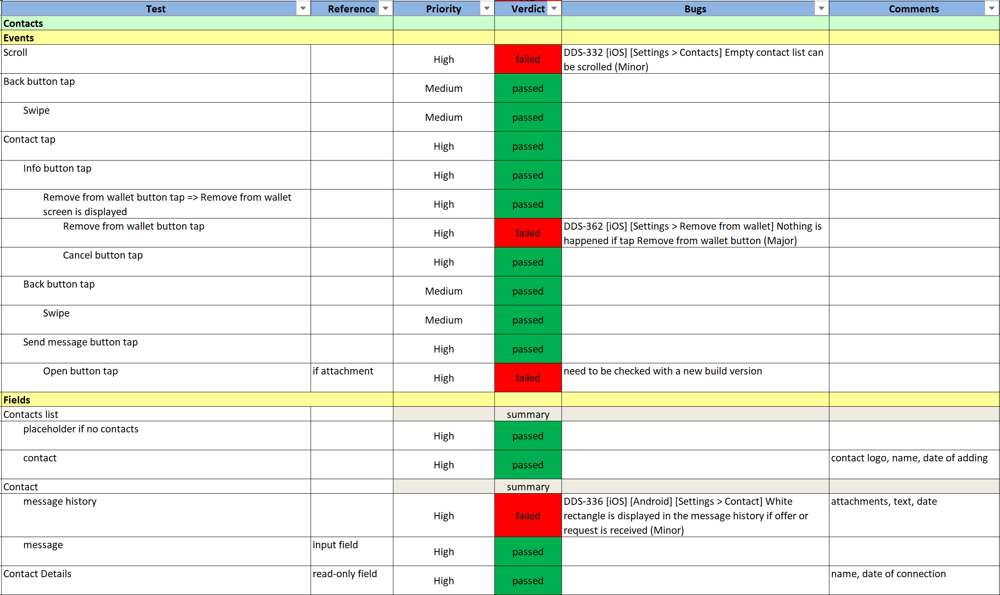 Test Reference Priority Verdict Bugs Comments
Contacts
Events
Scroll High failed DDS-332 [iOS] [Settings > Contacts] Empty contact list can
be scrolled (Minor)
Back button tap Medium passed
Swipe Medium passed
Contact tap High passed
Info button tap High passed
Remove from wallet button tap => Remove from wallet
screen is displayed High passed
Remove from wallet button tap High failed DDS-362 [iOS] [Settings > Remove from wallet] Nothing is
happened if tap Remove from wallet button (Major)
Cancel button tap High passed
Back button tap Medium passed
Swipe Medium passed
Send message button tap High passed
Open button tap if attachment High failed need to be checked with a new build version
Fields
Contacts list summary
placeholder if no contacts High passed
contact High passed contact logo, name, date of adding
Contact summary
message history High failed DDS-336 [iOS] [Android] [Settings > Contact] White
rectangle is displayed in the message history if offer or
request is received (Minor) attachments, text, date
message input field High passed
Contact Details read-only field High passed name, date of connection